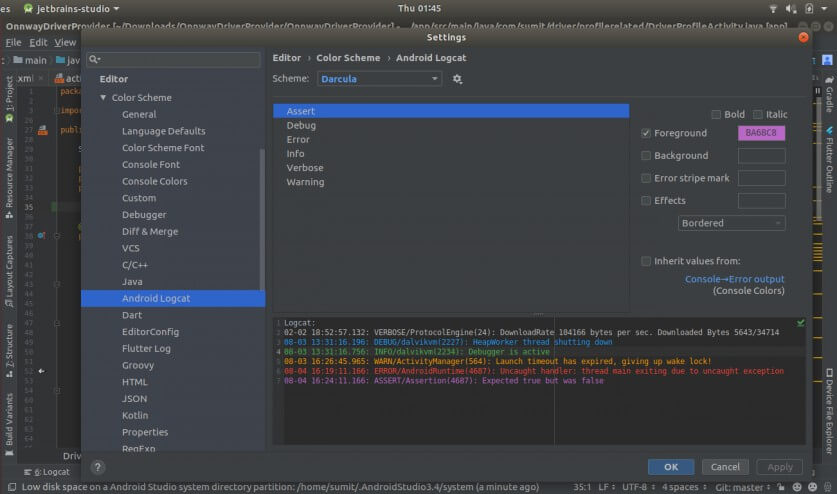 es
jetbrains-studio
Thu 01:45
OnnwayDriverProvider [~/Downloads/OnnwayDriverProvider] - .../app/src/main/java/com/sumit/driver/profilerelated/DriverProfileActivity.java [app]
Settings
File Edit View
main
jav
.xml
acti
Editor › Color Scheme › Android Logcat
Scheme: Darcula
Editor
Color Scheme
General
Language Defaults
Color Scheme Font
Console Font
Console Colors
Custom
Debugger
Diff & Merge
VCS
C/C++
Java
Android Logcat
Dart
EditorConfig
Flutter Log
Groovy
HTML
JSON
Kotlin
Properties
RegExp
Assert
Debug
Error
Info
Verbose
Warning
Bold Italic
Foreground BA68C8
Background
Error stripe mark
Effects
Bordered
Inherit values from:
Console→Error output
(Console Colors)
1 Logcat:
2 02-02 18:52:57.132: VERBOSE/ProtocolEngine(24): DownloadRate 104166 bytes per sec. Downloaded Bytes 5643/34714
3 08-03 13:31:16.196: DEBUG/dalvikvm(2227): HeapWorker thread shutting down
4 08-03 13:31:16.756: INFO/dalvikvm(2234): Debugger is active
5 08-03 16:26:45.965: WARN/ActivityManager(564): Launch timeout has expired, giving up wake lock!
6 08-04 16:19:11.166: ERROR/AndroidRuntime(4687): Uncaught handler: thread main exiting due to uncaught exception
7 08-04 16:24:11.166: ASSERT/Assertion(4687): Expected true but was false
? OK Cancel Apply
1: Project
Resource Manager
Layout Captures
7: Structure
Build Variants
packa
impor
publi
35
Gradle
Flutter Outline
Device File Explorer
Driv
6: Logcat
Low disk space on a Android Studio system directory partition: /home/sumit/.AndroidStudio3.4/system (a minute ago)
35:1 LF UTF-8 4 spaces Git: master